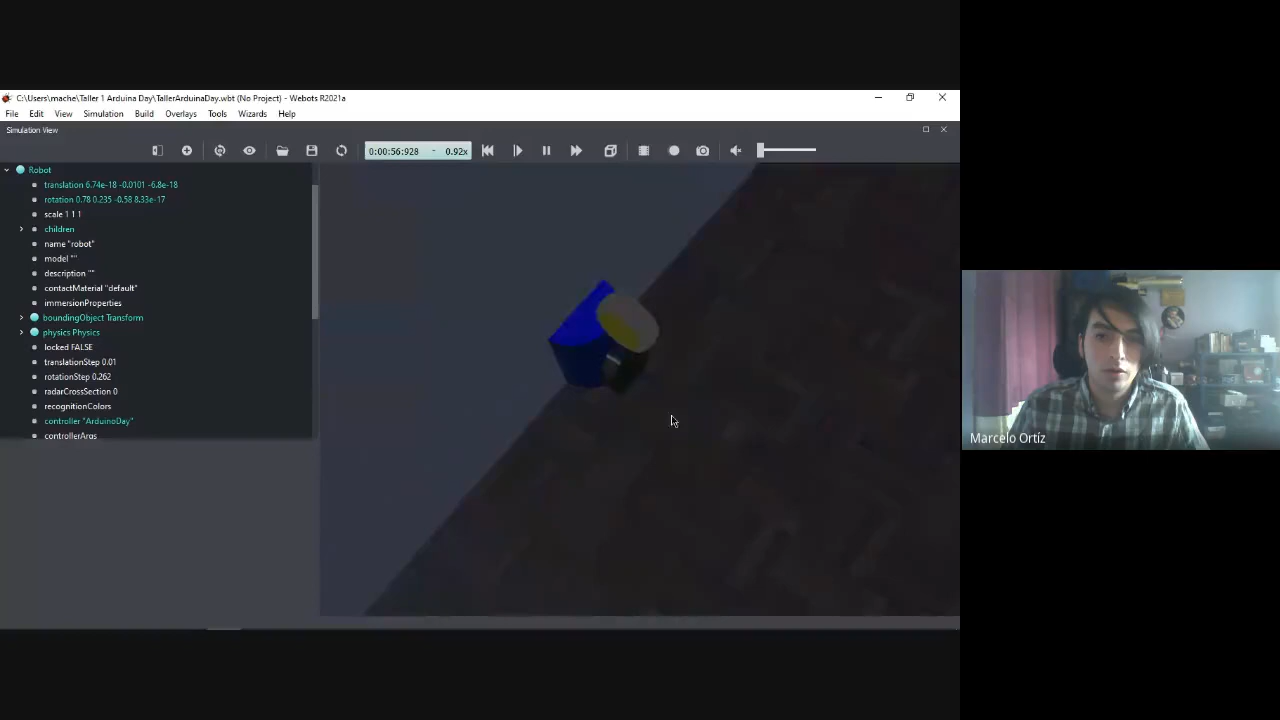 C:\Users\mache\Taller 1 Arduina Day\TallerArduinaDay.wbt (No Project) - Webots R2021a
File Edit View Simulation Build Overlays Tools Wizards Help
Simulation View
0:00:56:928 - 0.92x
Robot
translation 6.74e-18 -0.0101 -6.8e-18
rotation 0.78 0.235 -0.58 8.33e-17
scale 1 1 1
children
name "robot"
model ""
description ""
contactMaterial "default"
immersionProperties
boundingObject Transform
physics Physics
locked FALSE
translationStep 0.01
rotationStep 0.262
radarCrossSection 0
recognitionColors
controller "ArduinoDay"
controllerArgs
Marcelo Ortíz